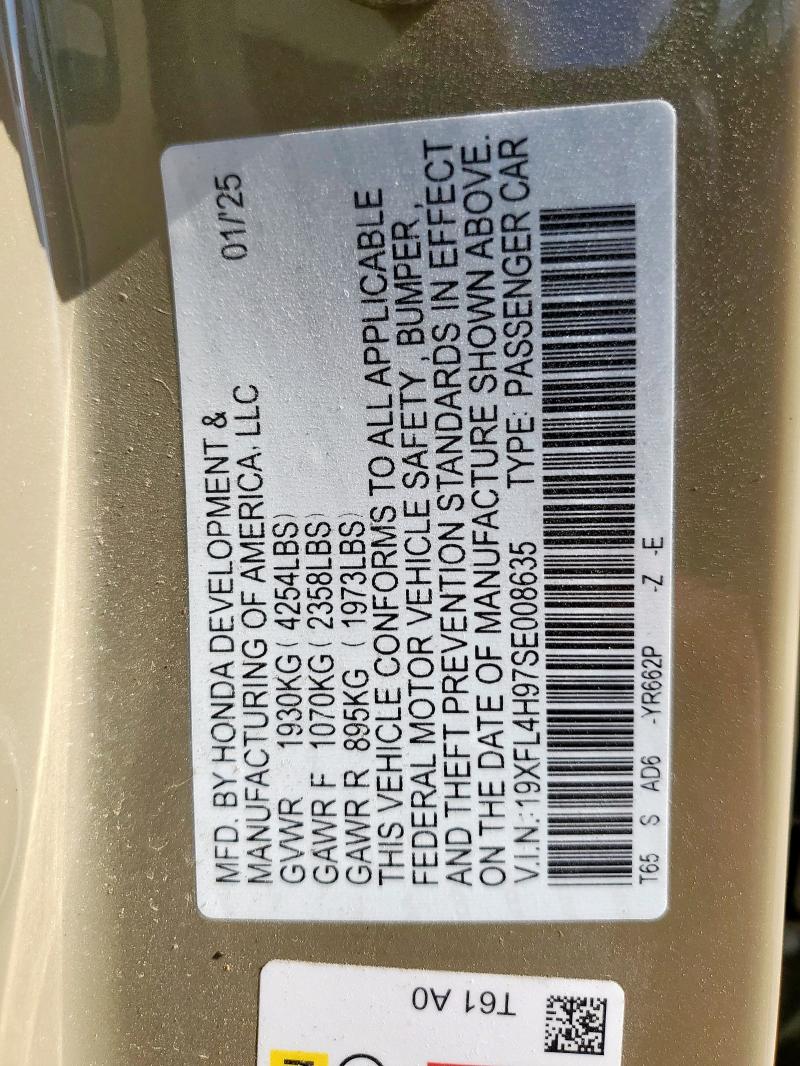 MFD. BY HONDA DEVELOPMENT &
MANUFACTURING OF AMERICA, LLC 01/'25
GVWR 1930KG ( 4254LBS)
GAWR F 1070KG ( 2358LBS)
GAWR R 895KG ( 1973LBS)
THIS VEHICLE CONFORMS TO ALL APPLICABLE
FEDERAL MOTOR VEHICLE SAFETY , BUMPER ,
AND THEFT PREVENTION STANDARDS IN EFFECT
ON THE DATE OF MANUFACTURE SHOWN ABOVE.
V.I.N.:19XFL4H97SE008635 TYPE: PASSENGER CAR
T65 S AD6 -YR662P -Z -E
T61 A0